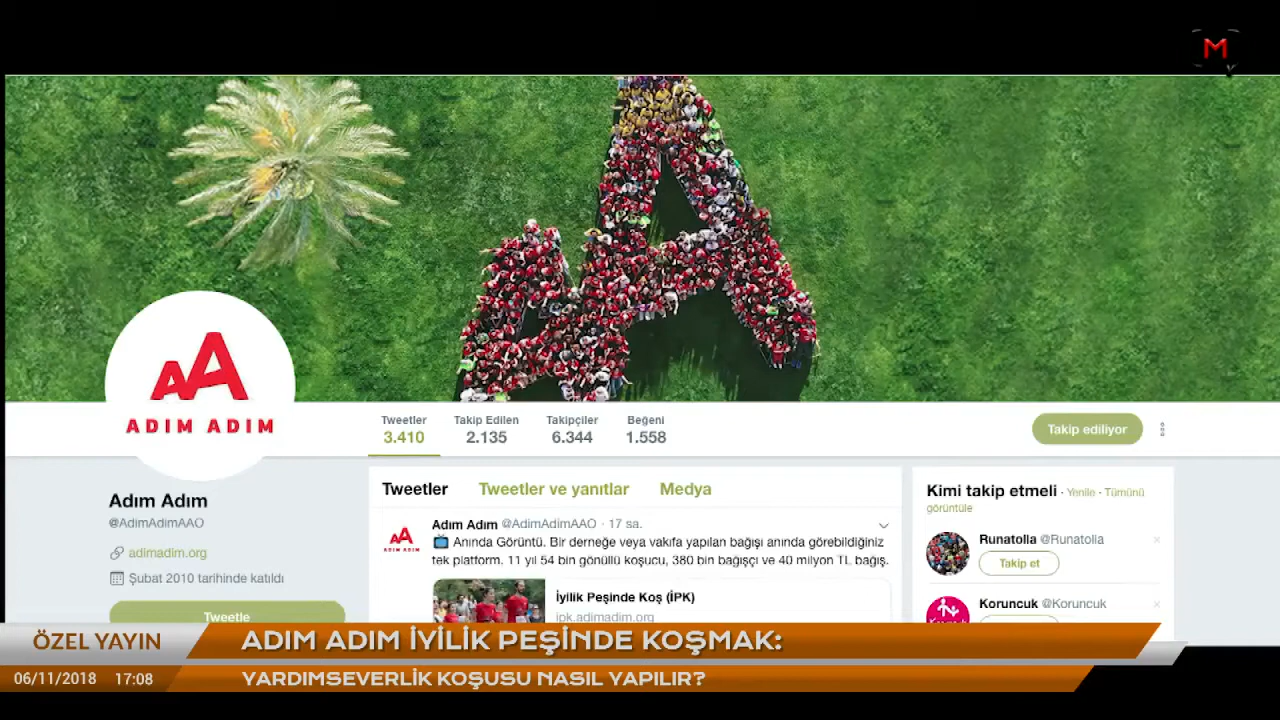 M
AA
ADIM ADIM
Tweetler
3.410
Takip Edilen
2.135
Takipçiler
6.344
Beğeni
1.558
Takip ediliyor
Adım Adım
@AdimAdimAAO
adimadim.org
Şubat 2010 tarihinde katıldı
Tweetle
Tweetler Tweetler ve yanıtlar Medya
AA
ADIM ADIM
Adım Adım @AdimAdimAAO · 17 sa.
Anında Görüntü. Bir derneğe veya vakıfa yapılan bağışı anında görebildiğiniz
tek platform. 11 yıl 54 bin gönüllü koşucu, 380 bin bağışçı ve 40 milyon TL bağış.
İyilik Peşinde Koş (İPK)
ipk.adimadim.org
Kimi takip etmeli · Yenile · Tümünü
görüntüle
Runatolia @Runatolia
Takip et
Koruncuk @Koruncuk
ÖZEL YAYIN
ADIM ADIM İYİLİK PEŞİNDE KOŞMAK:
06/11/2018 17:08
YARDIMSEVERLİK KOŞUSU NASIL YAPILIR?